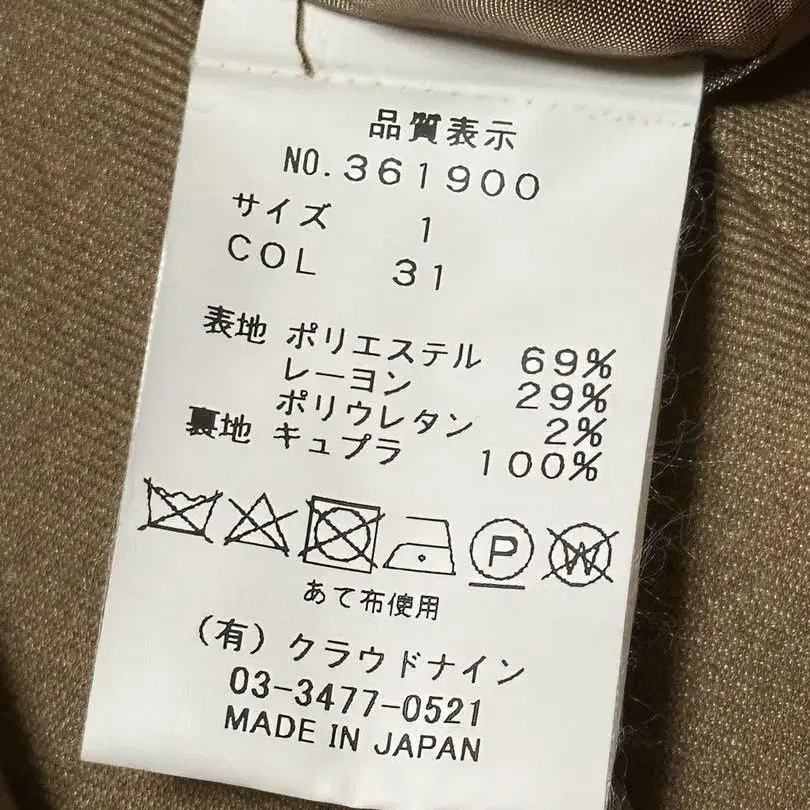 品質表示
NO.361900
サイズ 1
COL 31
表地 ポリエステル 69%
レーヨン 29%
ポリウレタン 2%
裏地 キュプラ 100%
P W
あて布使用
(有)クラウドナイン
03-3477-0521
MADE IN JAPAN